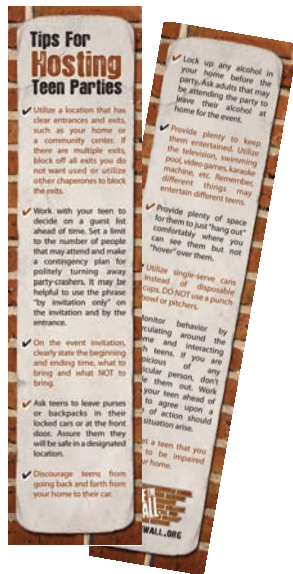 Tips For
Hosting
Teen Parties
Utilize a location that has
clear entrances and exits,
such as your home or
a community center. If
there are multiple exits,
block off all exits you do
not want used or utilize
other chaperones to block
the exits.
Work with your teen to
decide on a guest list
ahead of time. Set a limit
to the number of people
that may attend and make
a contingency plan for
politely turning away
party-crashers. It may be
helpful to use the phrase
"by invitation only" on
the invitation and by the
entrance.
On the event invitation,
clearly state the beginning
and ending time, what to
bring and what NOT to
bring.
Ask teens to leave purses
or backpacks in their
locked cars or at the front
door. Assure them they
will be safe in a designated
location.
Discourage teens from
going back and forth from
your home to their car.
Lock up any alcohol in
your home before the
party. Ask adults that may
be attending the party to
leave their alcohol at
home for the event.
Provide plenty to keep
them entertained. Utilize
the television, swimming
pool, video games, karaoke
machine, etc. Remember,
different things may
entertain different teens.
Provide plenty of space
for them to just "hang out"
comfortably where you
can see them but not
"hover" over them.
Utilize single-serve cans
instead of disposable
cups. DO NOT use a punch
bowl or pitchers.
onitor behavior by
rculating around the
me and interacting
h teens. If you are
picious of any
icular person, don't
le them out. Work
your teen ahead of
to agree upon a
of action should
situation arise.
et a teen that you
to be impaired
ur home.
WALL.ORG